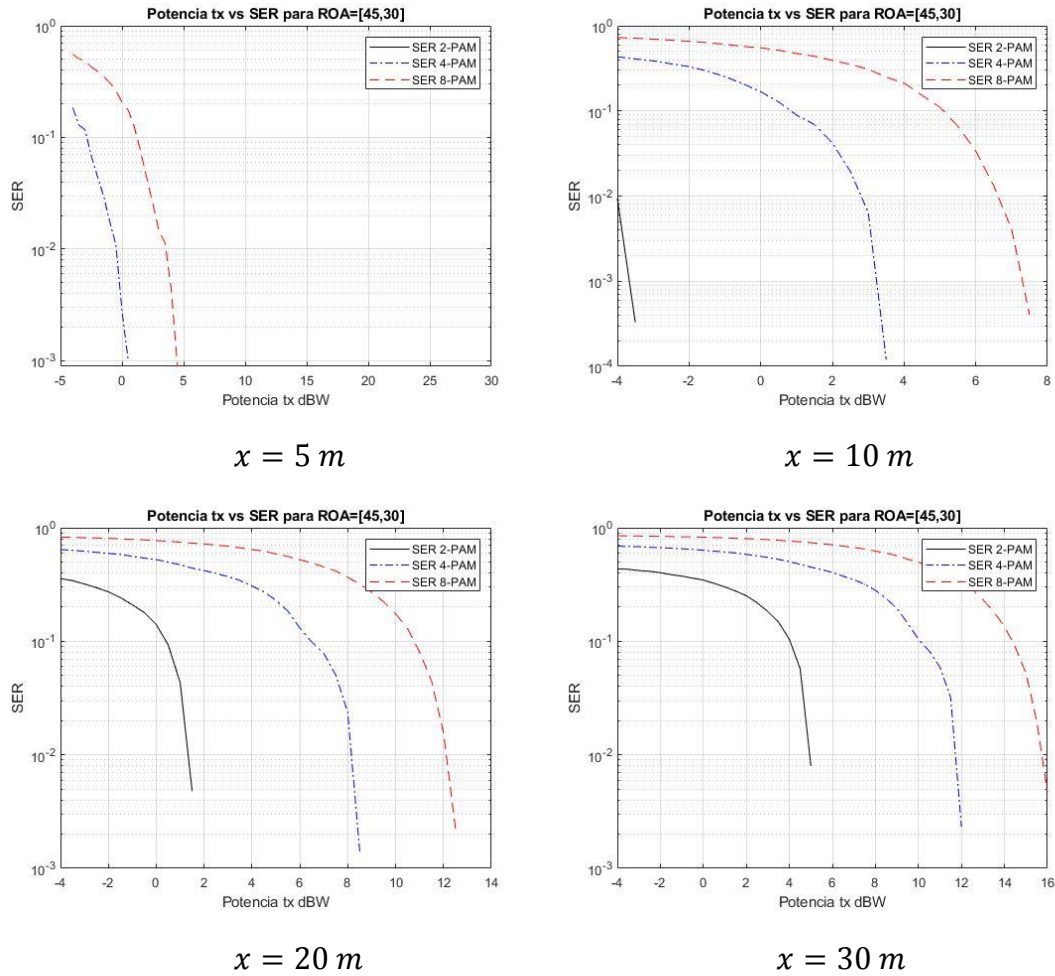 Potencia tx vs SER para ROA=[45,30]
SER 2-PAM
SER 4-PAM
SER 8-PAM
SER
10^0
10^-1
10^-2
10^-3
-5 0 5 10 15 20 25 30
Potencia tx dBW
x = 5 m
Potencia tx vs SER para ROA=[45,30]
SER 2-PAM
SER 4-PAM
SER 8-PAM
SER
10^0
10^-1
10^-2
10^-3
10^-4
-4 -2 0 2 4 6 8
Potencia tx dBW
x = 10 m
Potencia tx vs SER para ROA=[45,30]
SER 2-PAM
SER 4-PAM
SER 8-PAM
SER
10^0
10^-1
10^-2
10^-3
-4 -2 0 2 4 6 8 10 12 14
Potencia tx dBW
x = 20 m
Potencia tx vs SER para ROA=[45,30]
SER 2-PAM
SER 4-PAM
SER 8-PAM
SER
10^0
10^-1
10^-2
10^-3
-4 -2 0 2 4 6 8 10 12 14 16
Potencia tx dBW
x = 30 m